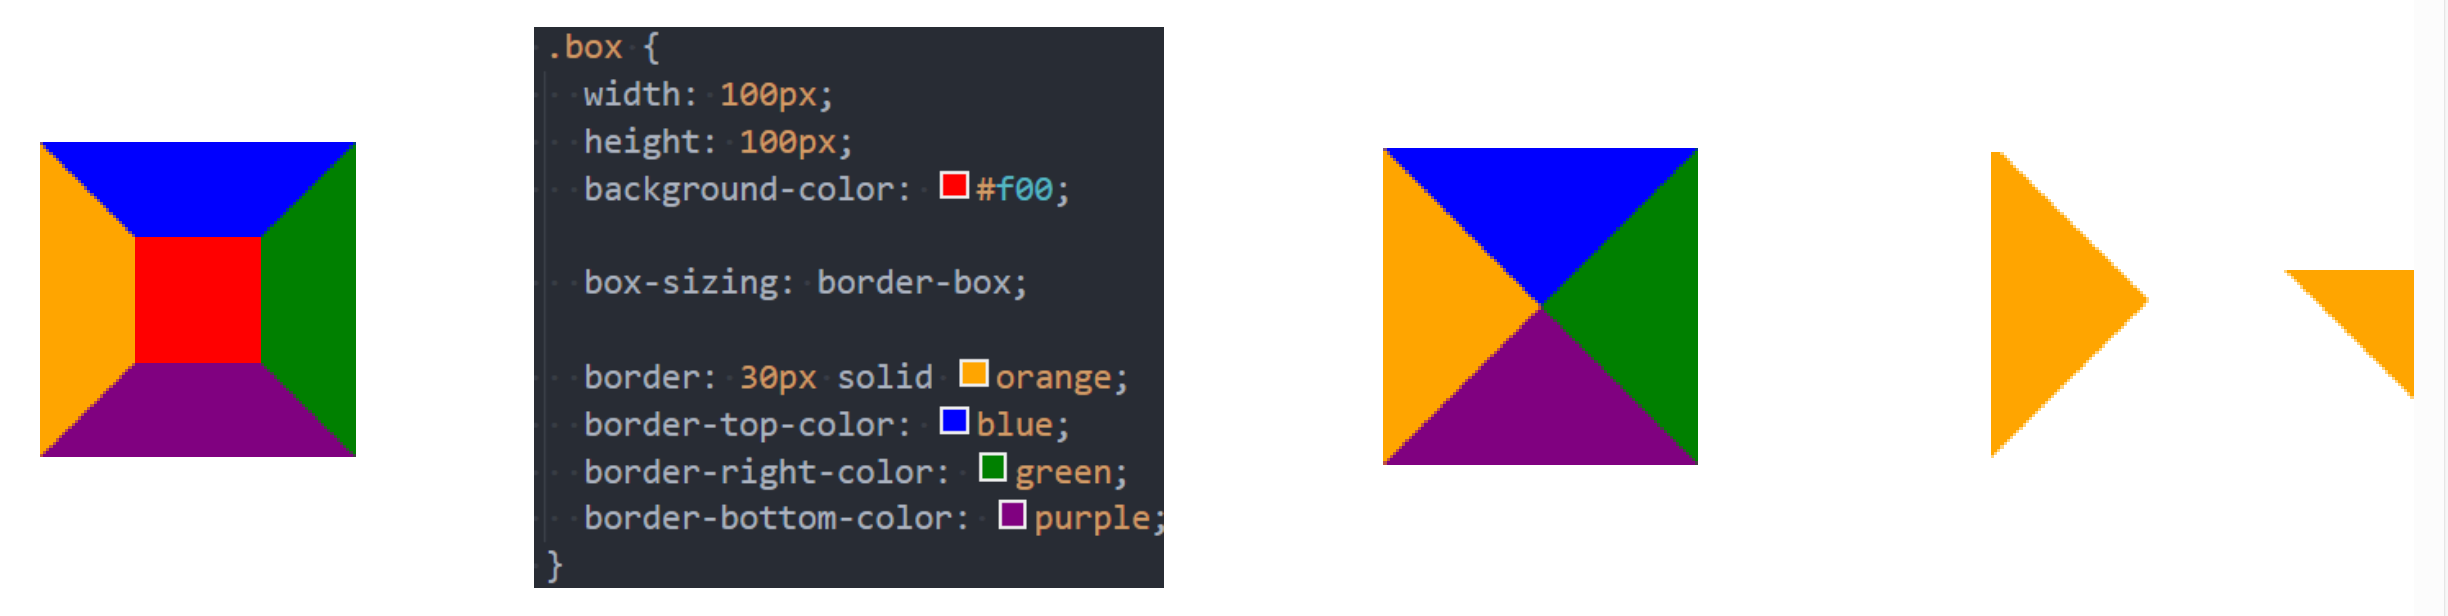 .box {
width: 100px;
height: 100px;
background-color: #f00;
box-sizing: border-box;
border: 30px solid orange;
border-top-color: blue;
border-right-color: green;
border-bottom-color: purple;
}